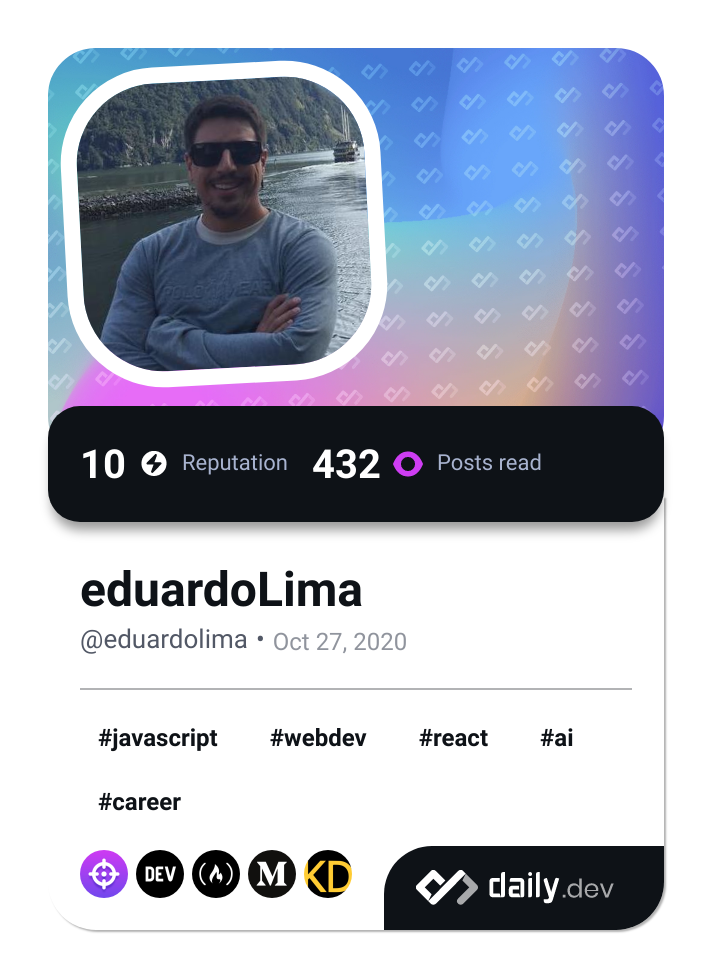 10 Reputation 432 Posts read
eduardoLima
@eduardolima • Oct 27, 2020
#javascript #webdev #react #ai
#career
DEV M KD
daily.dev